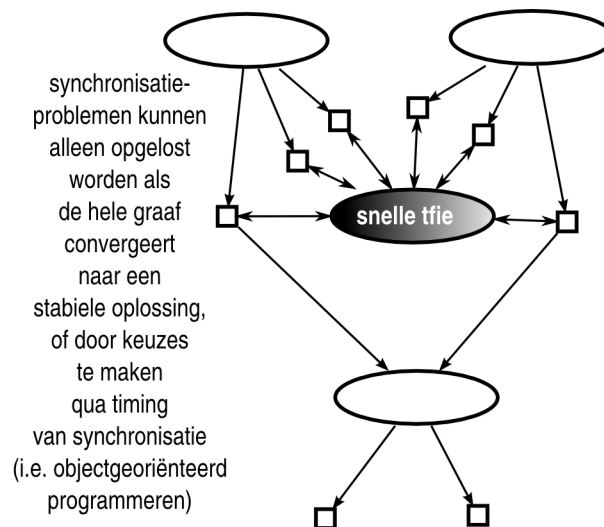 synchronisatie-
problemen kunnen
alleen opgelost
worden als
de hele graaf
convergeert
naar een
stabiele oplossing,
of door keuzes
te maken
qua timing
van synchronisatie
(i.e. objectgeoriënteerd
programmeren)
snelle tfie